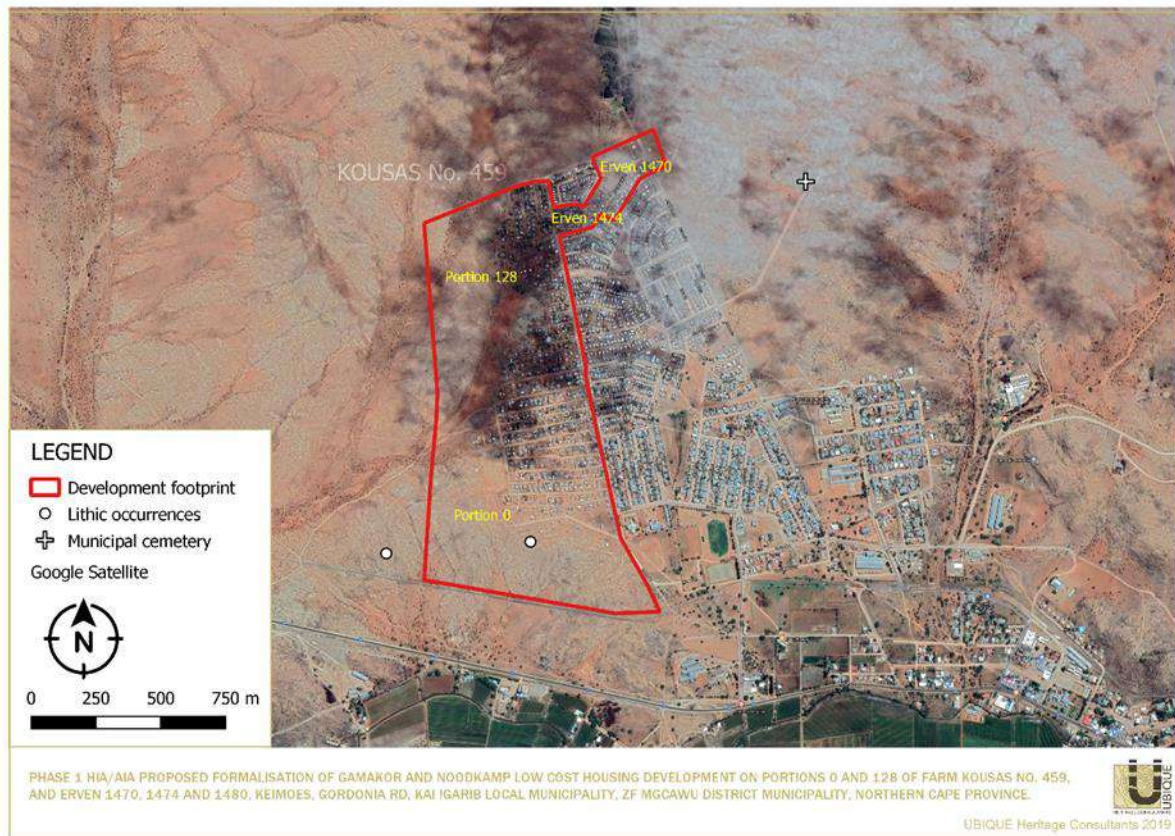 KOUSAS No. 459
Erven 1470
Erven 1474
Portion 128
Portion 0
LEGEND
Development footprint
Lithic occurrences
Municipal cemetery
Google Satellite
N
0 250 500 750 m
PHASE 1 HIA/AIA PROPOSED FORMALISATION OF GAMAKOR AND NOODKAMP LOW COST HOUSING DEVELOPMENT ON PORTIONS 0 AND 128 OF FARM KOUSAS NO. 459,
AND ERVEN 1470, 1474 AND 1480, KEIMOES, GORDONIA RD, KAI !GARIB LOCAL MUNICIPALITY, ZF MGCAWU DISTRICT MUNICIPALITY, NORTHERN CAPE PROVINCE.
UBIQUE
UBIQUE Heritage Consultants 2019